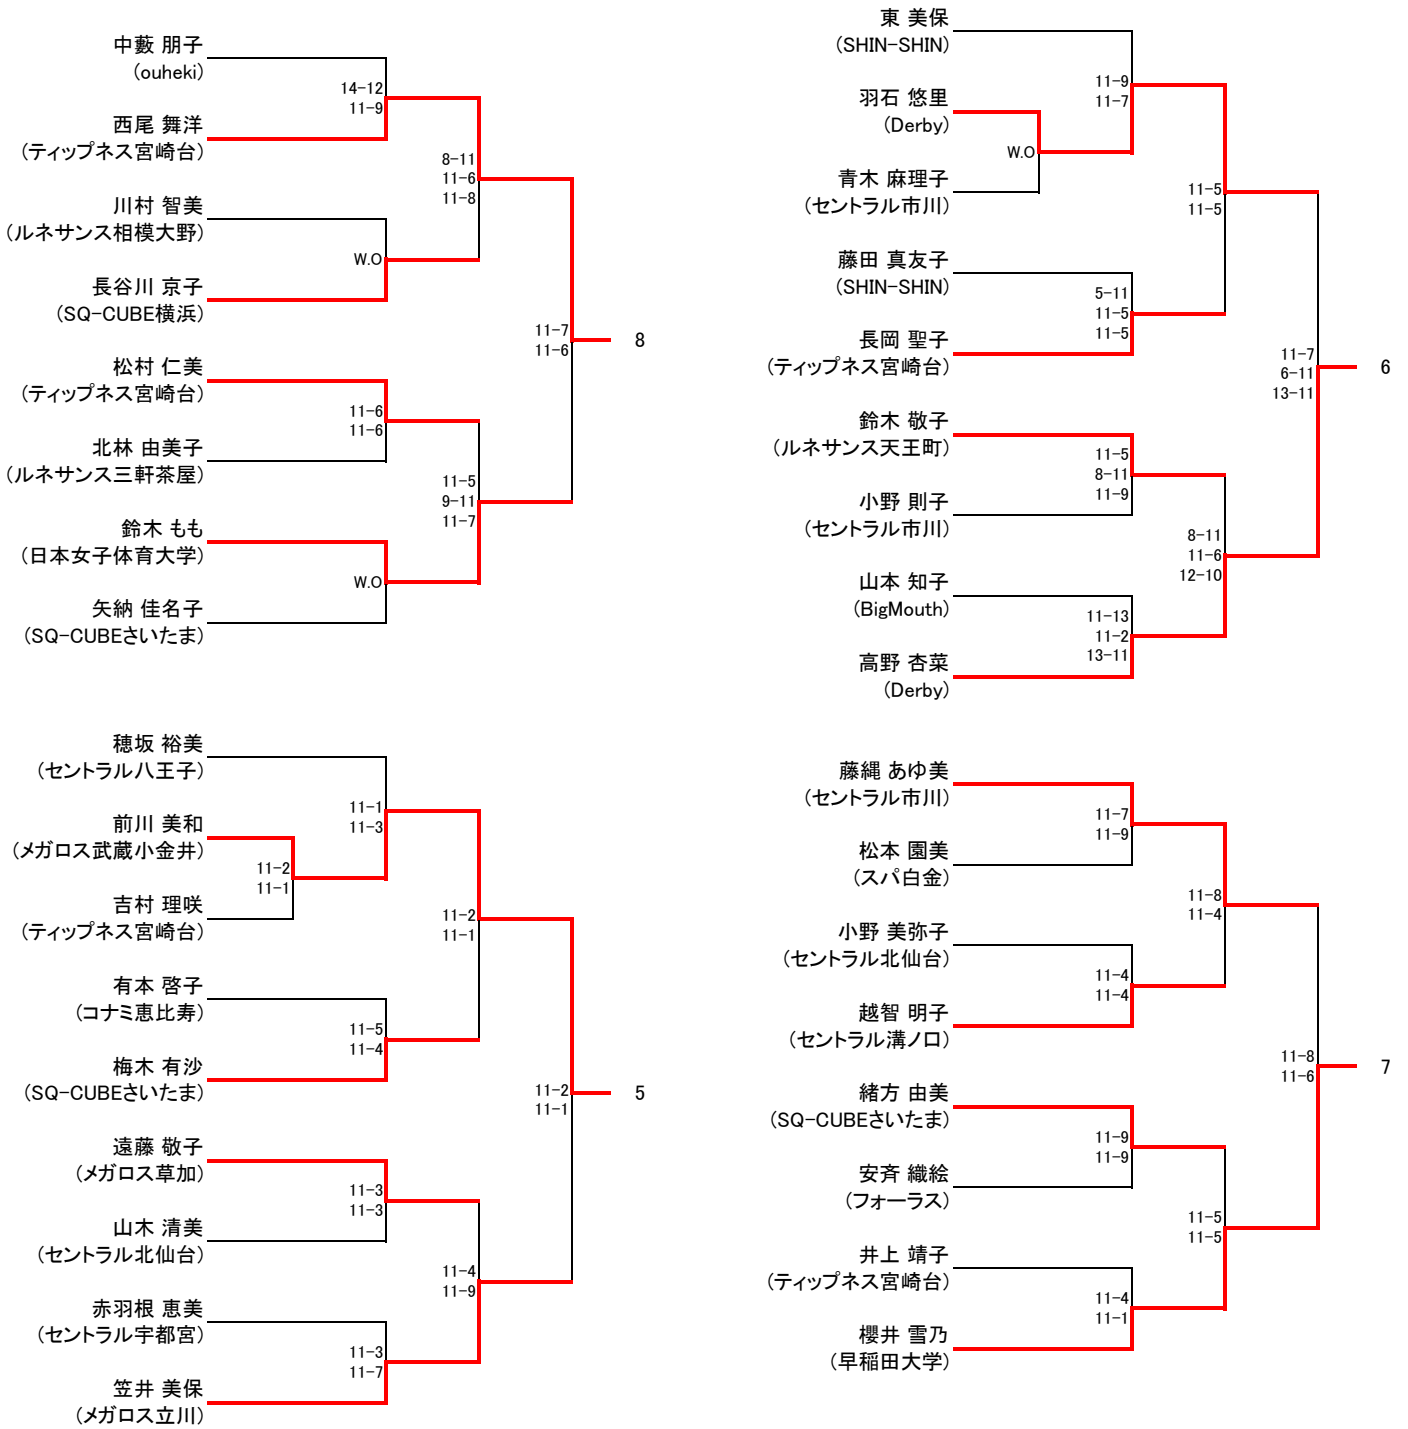 中藪 朋子
(ouheki)
14-12
11-9
西尾 舞洋
(ティップネス宮崎台)
8-11
11-6
11-8
川村 智美
(ルネサンス相模大野)
W.O
長谷川 京子
(SQ-CUBE横浜)
11-7
11-6
8
松村 仁美
(ティップネス宮崎台)
11-6
11-6
北林 由美子
(ルネサンス三軒茶屋)
11-5
9-11
11-7
鈴木 もも
(日本女子体育大学)
W.O
矢納 佳名子
(SQ-CUBEさいたま)
東 美保
(SHIN-SHIN)
11-9
11-7
羽石 悠里
(Derby)
W.O
青木 麻理子
(セントラル市川)
11-5
11-5
藤田 真友子
(SHIN-SHIN)
5-11
11-5
11-5
長岡 聖子
(ティップネス宮崎台)
11-7
6-11
13-11
6
鈴木 敬子
(ルネサンス天王町)
11-5
8-11
11-9
小野 則子
(セントラル市川)
8-11
11-6
12-10
山本 知子
(BigMouth)
11-13
11-2
13-11
高野 杏菜
(Derby)
穂坂 裕美
(セントラル八王子)
11-1
11-3
前川 美和
(メガロス武蔵小金井)
11-2
11-1
吉村 理咲
(ティップネス宮崎台)
11-2
11-1
有本 啓子
(コナミ恵比寿)
11-5
11-4
梅木 有沙
(SQ-CUBEさいたま)
11-2
11-1
5
遠藤 敬子
(メガロス草加)
11-3
11-3
山木 清美
(セントラル北仙台)
11-4
11-9
赤羽根 恵美
(セントラル宇都宮)
11-3
11-7
笠井 美保
(メガロス立川)
藤縄 あゆ美
(セントラル市川)
11-7
11-9
松本 園美
(スパ白金)
11-8
11-4
小野 美弥子
(セントラル北仙台)
11-4
11-4
越智 明子
(セントラル溝ノ口)
11-8
11-6
7
緒方 由美
(SQ-CUBEさいたま)
11-9
11-9
安斉 織絵
(フォーラス)
11-5
11-5
井上 靖子
(ティップネス宮崎台)
11-4
11-1
櫻井 雪乃
(早稲田大学)